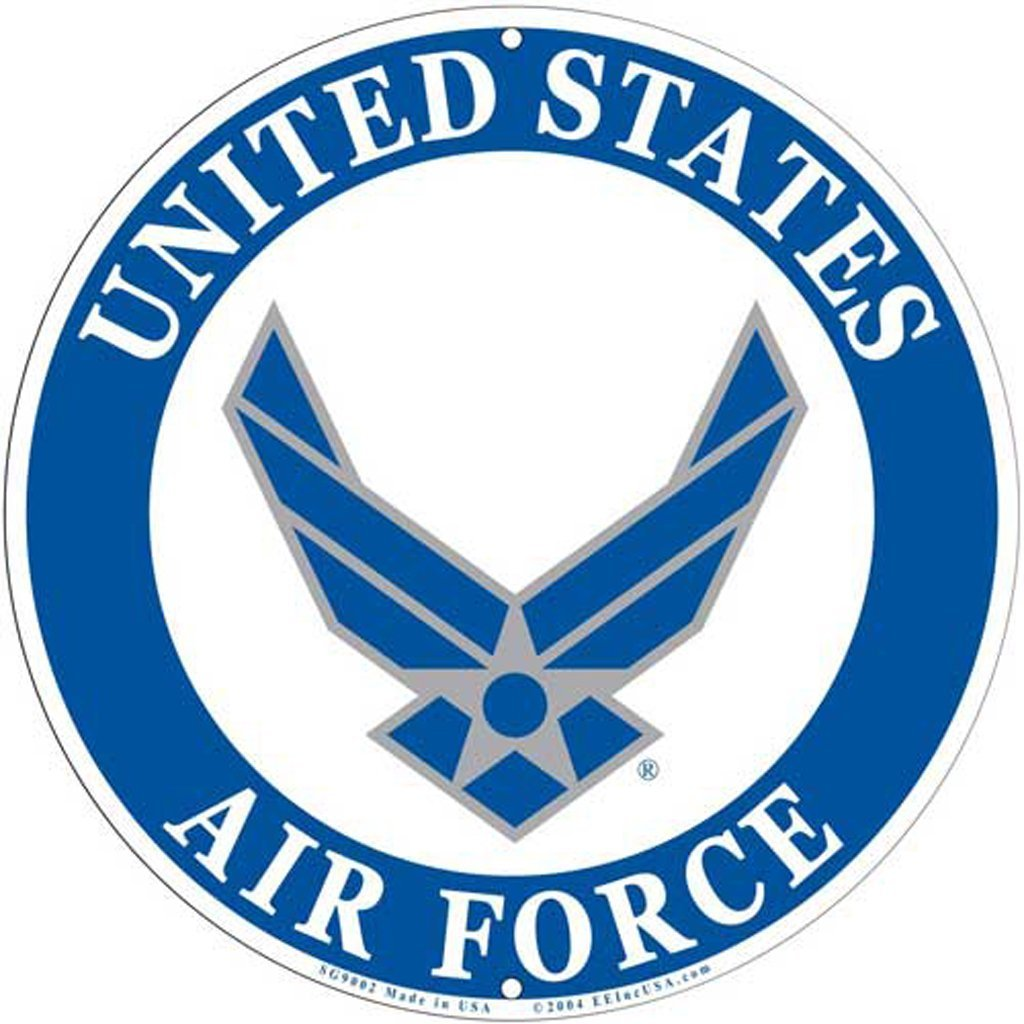 UNITED STATES
AIR FORCE
®
SG9002 Made in USA ©2004 EEIncUSA.com